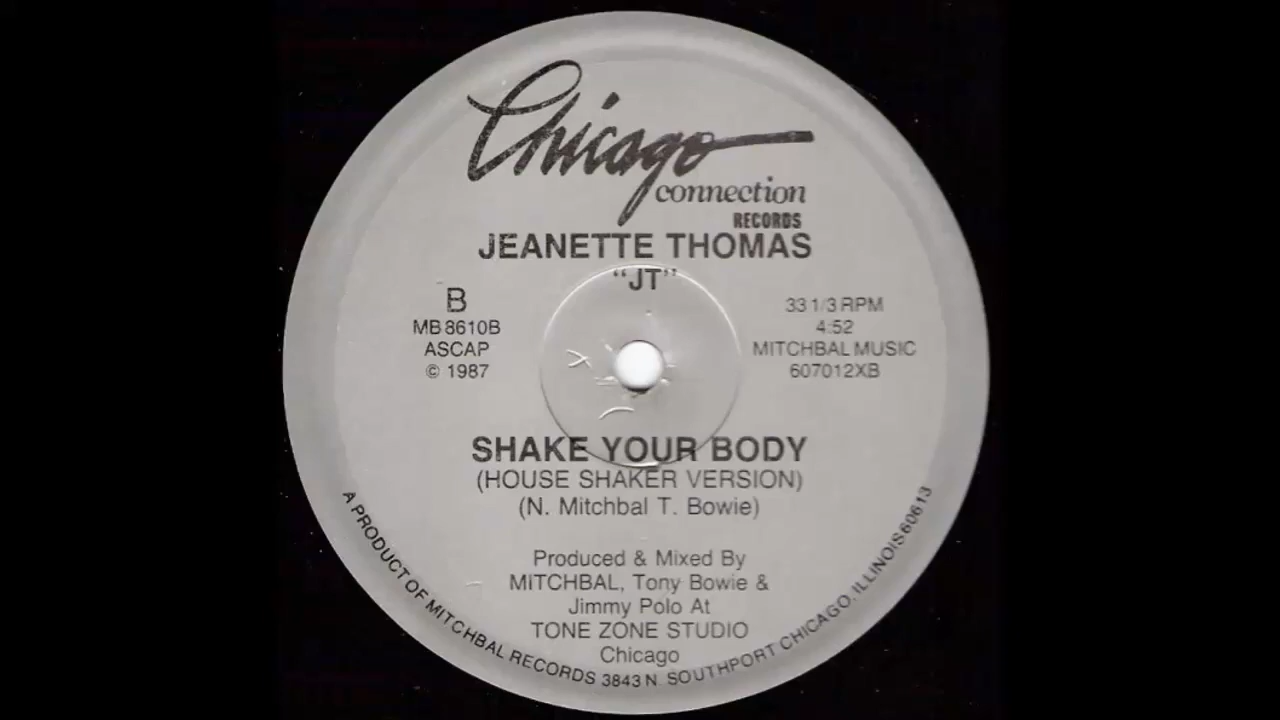 Chicago
connection
RECORDS
JEANETTE THOMAS
"JT"
B
MB 8610B
ASCAP
© 1987
33 1/3 RPM
4:52
MITCHBAL MUSIC
607012XB
SHAKE YOUR BODY
(HOUSE SHAKER VERSION)
(N. Mitchbal T. Bowie)
Produced & Mixed By
MITCHBAL, Tony Bowie &
Jimmy Polo At
TONE ZONE STUDIO
Chicago
A PRODUCT OF MITCHBAL RECORDS 3843 N. SOUTHPORT CHICAGO, ILLINOIS 60613